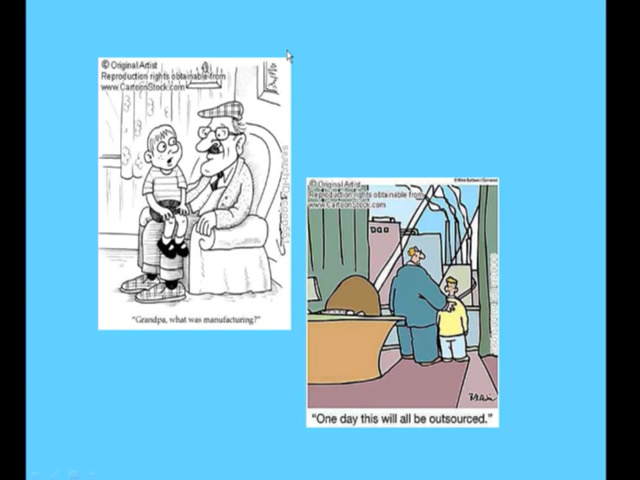 © Original Artist
Reproduction rights obtainable from
www.CartoonStock.com
"Grandpa, what was manufacturing?"
© Original Artist
Reproduction rights obtainable from
www.CartoonStock.com
"One day this will all be outsourced."